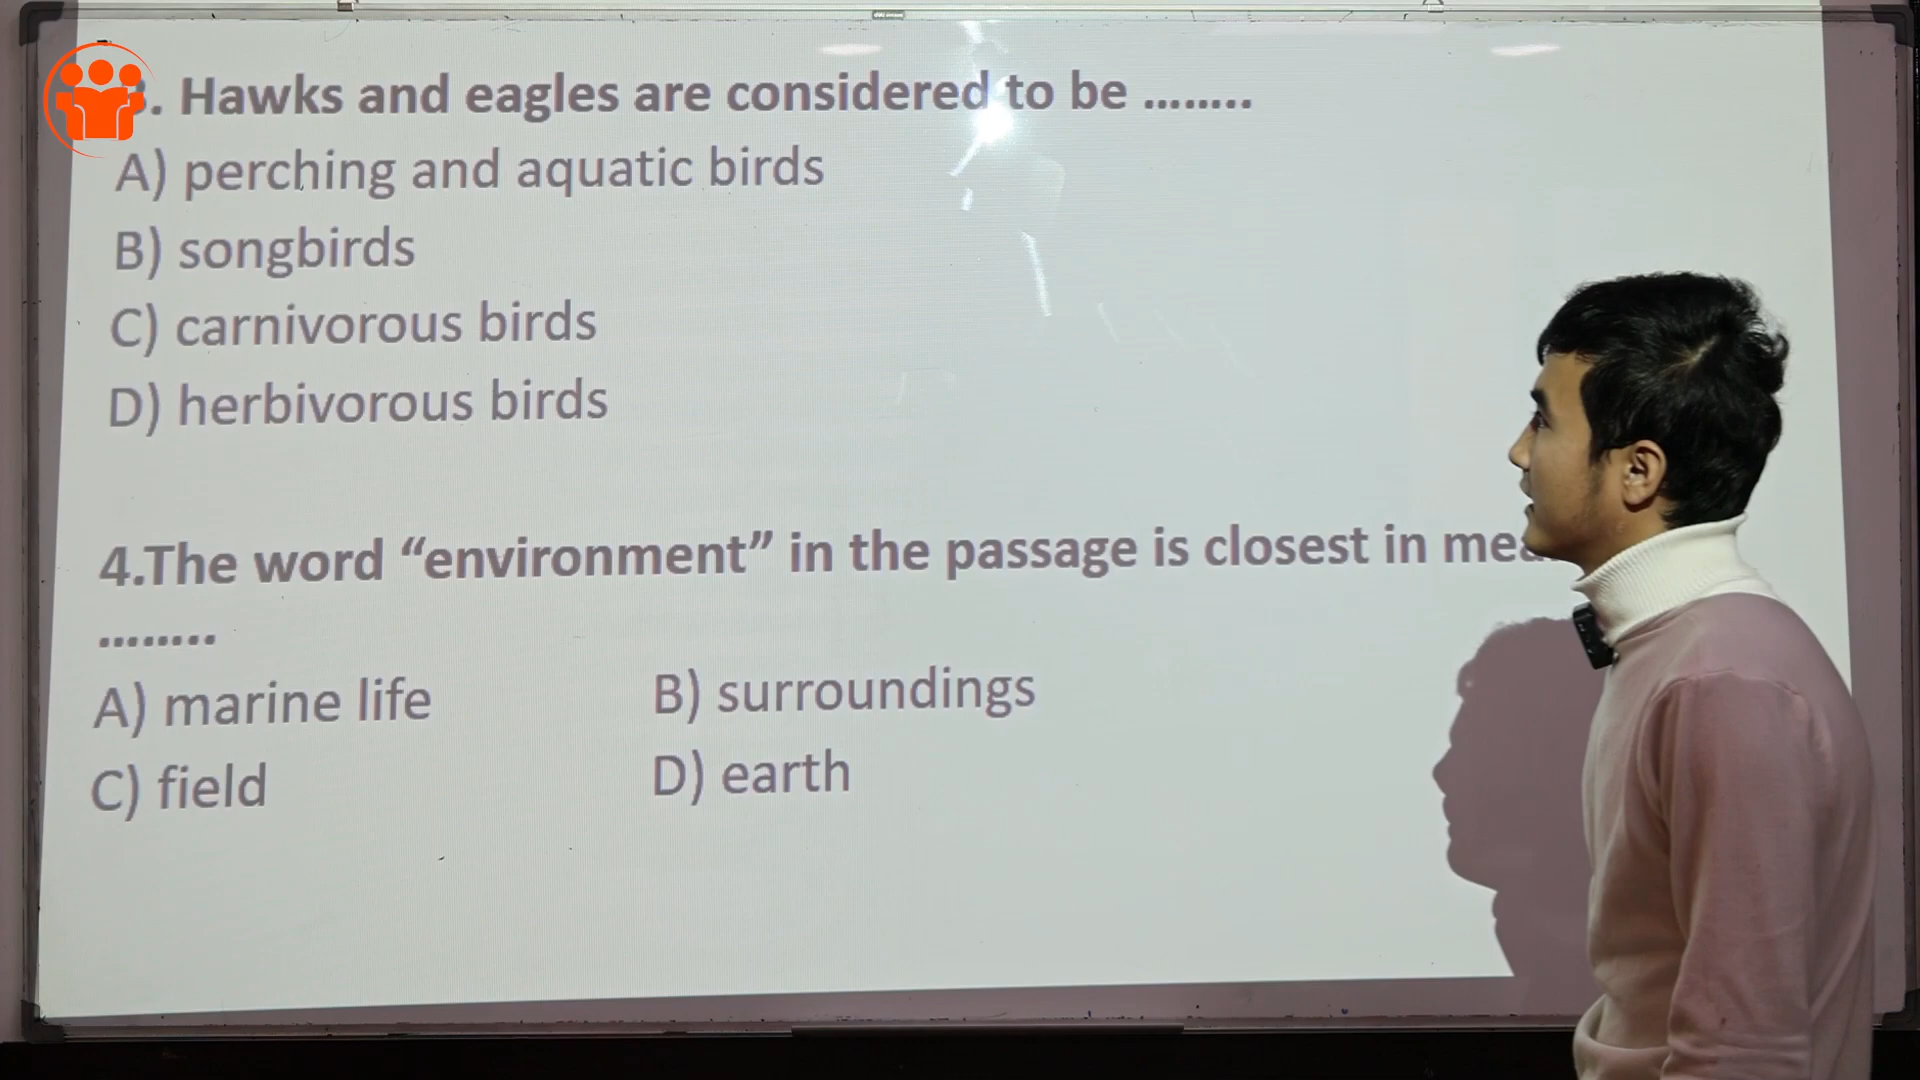 . Hawks and eagles are considered to be ........
A) perching and aquatic birds
B) songbirds
C) carnivorous birds
D) herbivorous birds
4.The word “environment” in the passage is closest in
........
A) marine life B) surroundings
C) field D) earth